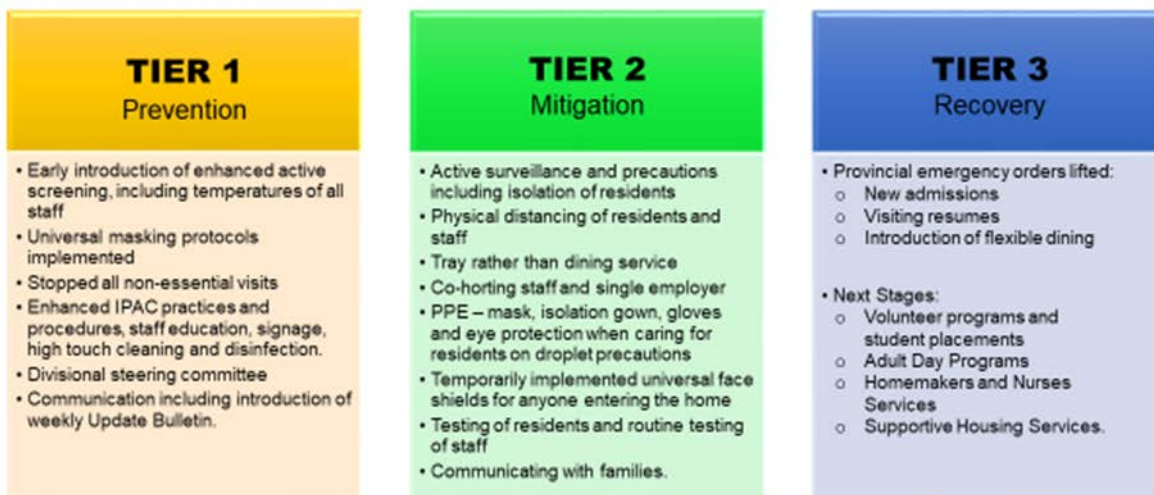 TIER 1
Prevention
• Early introduction of enhanced active
screening, including temperatures of all
staff
• Universal masking protocols
implemented
• Stopped all non-essential visits
• Enhanced IPAC practices and
procedures, staff education, signage,
high touch cleaning and disinfection.
• Divisional steering committee
• Communication including introduction of
weekly Update Bulletin.
TIER 2
Mitigation
• Active surveillance and precautions
including isolation of residents
• Physical distancing of residents and
staff
• Tray rather than dining service
• Co-horting staff and single employer
• PPE – mask, isolation gown, gloves
and eye protection when caring for
residents on droplet precautions
• Temporarily implemented universal face
shields for anyone entering the home
• Testing of residents and routine testing
of staff
• Communicating with families.
TIER 3
Recovery
• Provincial emergency orders lifted:
o New admissions
o Visiting resumes
o Introduction of flexible dining
• Next Stages:
o Volunteer programs and
student placements
o Adult Day Programs
o Homemakers and Nurses
Services
o Supportive Housing Services.